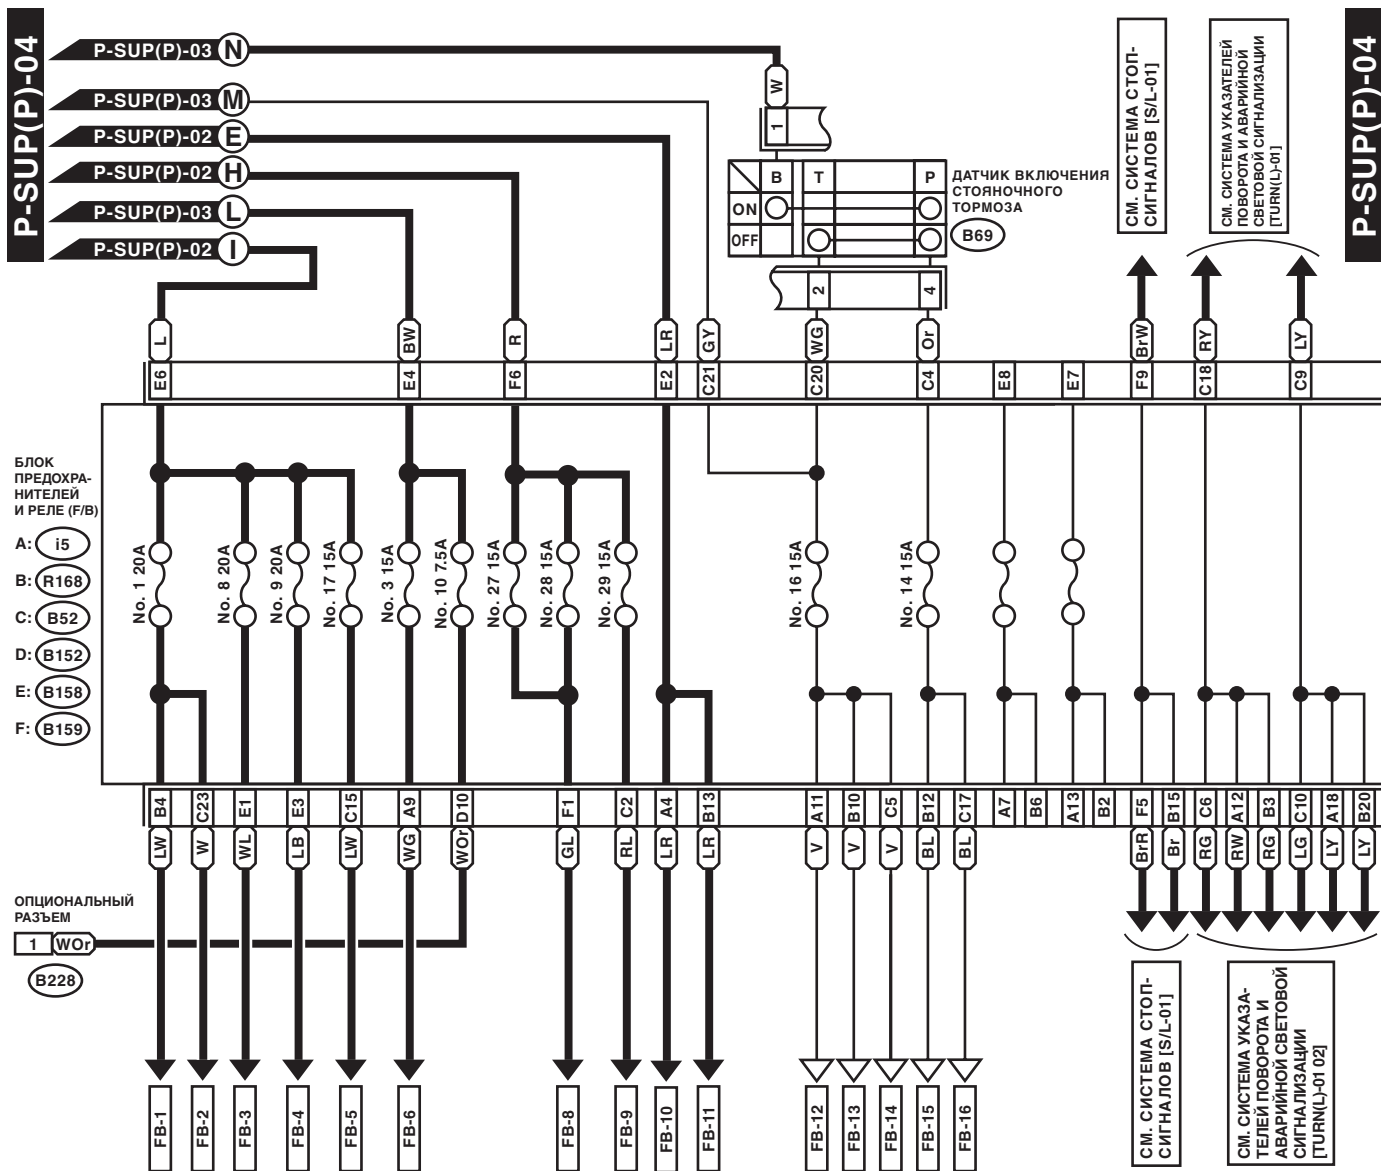 P-SUP(P)-04
P-SUP(P)-04
P-SUP(P)-03 N
P-SUP(P)-03 M
P-SUP(P)-02 E
P-SUP(P)-02 H
P-SUP(P)-03 L
P-SUP(P)-02 I
W
1
B T P
ON
OFF
ДАТЧИК ВКЛЮЧЕНИЯ
СТОЯНОЧНОГО
ТОРМОЗА
B69
2 4
СМ. СИСТЕМА СТОП-
СИГНАЛОВ [S/L-01]
СМ. СИСТЕМА УКАЗАТЕЛЕЙ
ПОВОРОТА И АВАРИЙНОЙ
СВЕТОВОЙ СИГНАЛИЗАЦИИ
[TURN(L)-01]
L BW R LR GY WG Or BrW RY LY
E6 E4 F6 E2 C21 C20 C4 E8 E7 F9 C18 C9
БЛОК
ПРЕДОХРА-
НИТЕЛЕЙ
И РЕЛЕ (F/B)
A: i5
B: R168
C: B52
D: B152
E: B158
F: B159
No. 1 20A
No. 8 20A
No. 9 20A
No. 17 15A
No. 3 15A
No. 10 7.5A
No. 27 15A
No. 28 15A
No. 29 15A
No. 16 15A
No. 14 15A
B4 C23 E1 E3 C15 A9 D10 F1 C2 A4 B13 A11 B10 C5 B12 C17 A7 B6 A13 B2 F5 B15 C6 A12 B3 C10 A18 B20
LW W WL LB LW WG WOr GL RL LR LR V V V BL BL BrR Br RG RW RG LG LY LY
ОПЦИОНАЛЬНЫЙ
РАЗЪЕМ
1 WOr
B228
FB-1 FB-2 FB-3 FB-4 FB-5 FB-6 FB-8 FB-9 FB-10 FB-11 FB-12 FB-13 FB-14 FB-15 FB-16
СМ. СИСТЕМА СТОП-
СИГНАЛОВ [S/L-01]
СМ. СИСТЕМА УКАЗА-
ТЕЛЕЙ ПОВОРОТА И
АВАРИЙНОЙ СВЕТОВОЙ
СИГНАЛИЗАЦИИ
[TURN(L)-01 02]